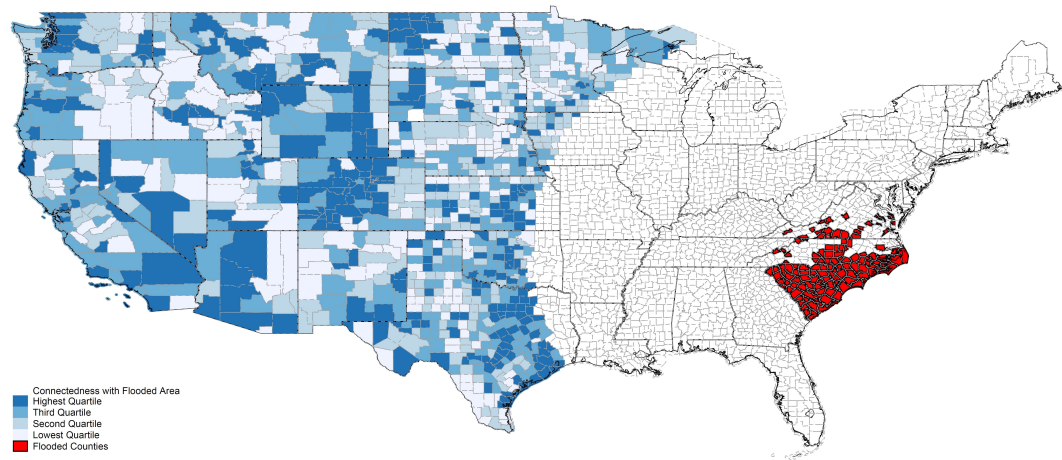 Connectedness with Flooded Area
Highest Quartile
Third Quartile
Second Quartile
Lowest Quartile
Flooded Counties